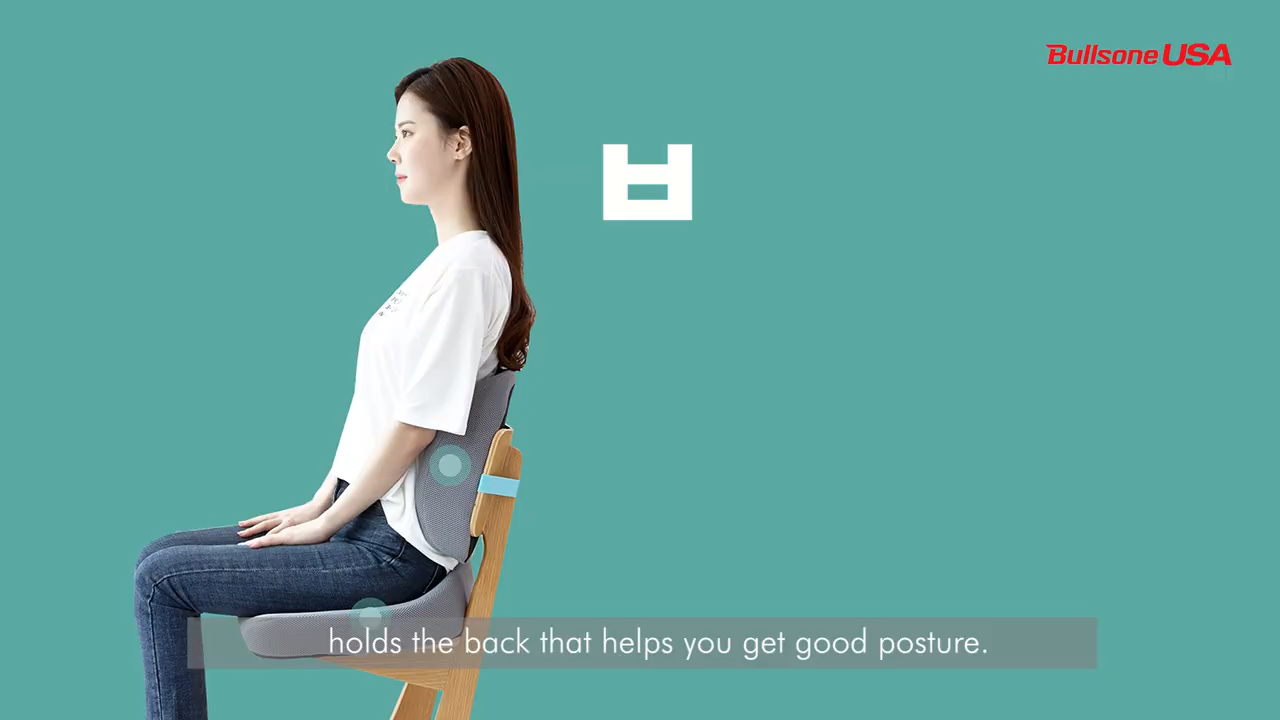 Bullsone USA
ㅂ
holds the back that helps you get good posture.